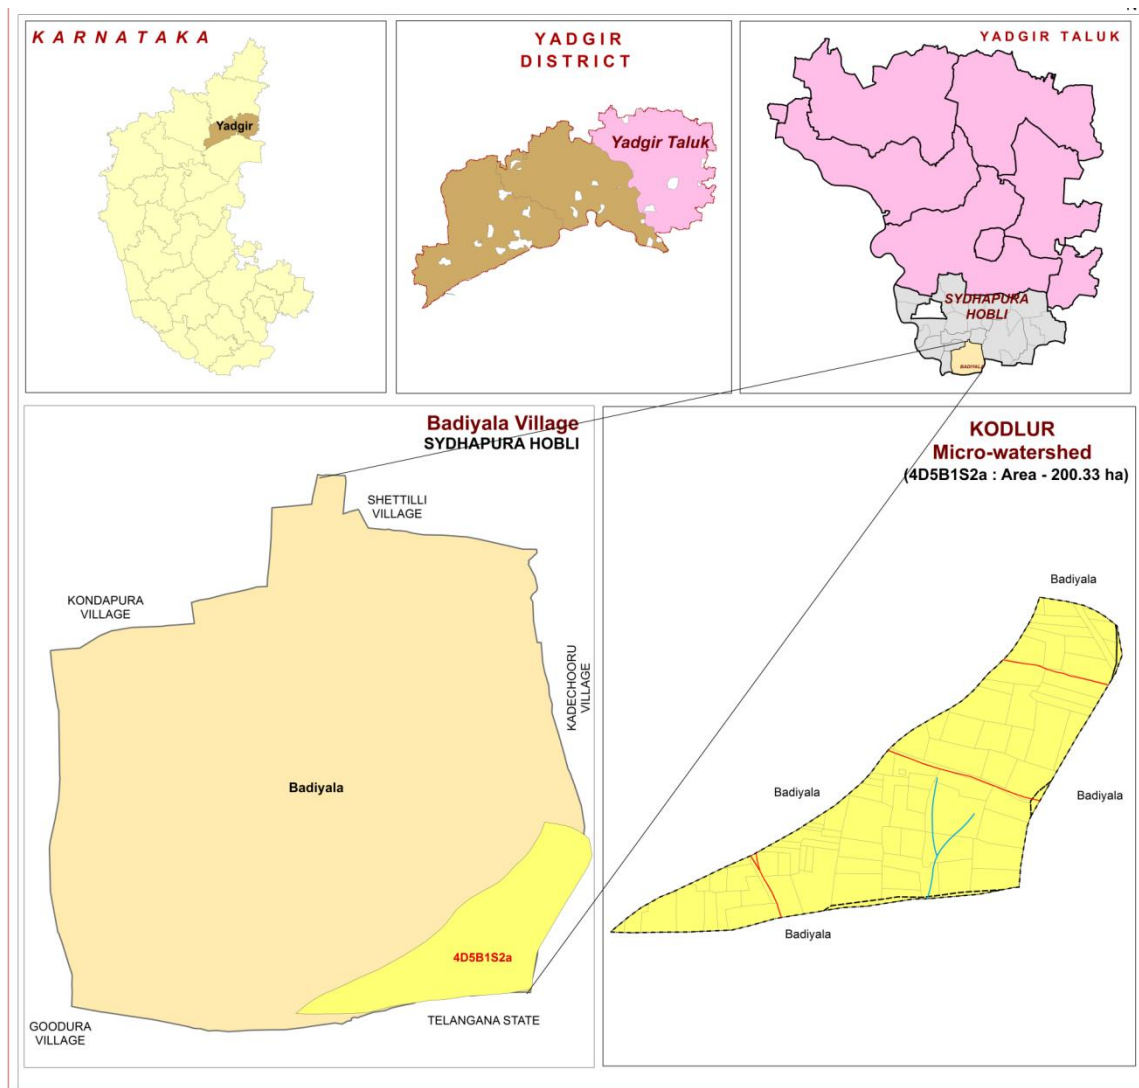 KARNATAKA
Yadgir
YADGIR
DISTRICT
Yadgir Taluk
YADGIR TALUK
SYDHAPURA
HOBLI
BADIYALA
Badiyala Village
SYDHAPURA HOBLI
SHETTILLI
VILLAGE
KONDAPURA
VILLAGE
KADECHOORU
VILLAGE
Badiyala
4D5B1S2a
GOODURA
VILLAGE
TELANGANA STATE
KODLUR
Micro-watershed
(4D5B1S2a : Area - 200.33 ha)
Badiyala
Badiyala
Badiyala
Badiyala